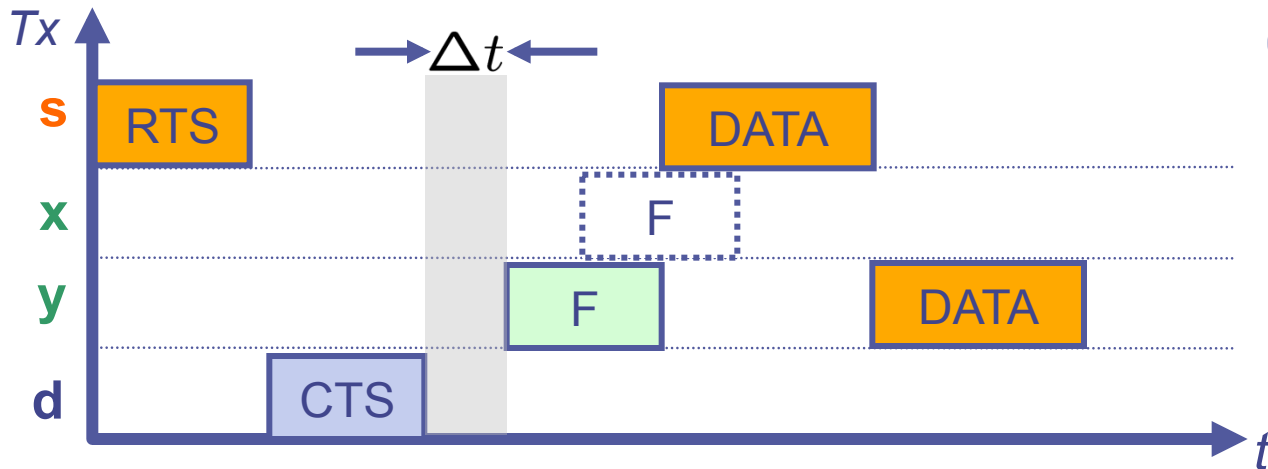 Tx
Δt
s RTS DATA
x F
y F DATA
d CTS
t